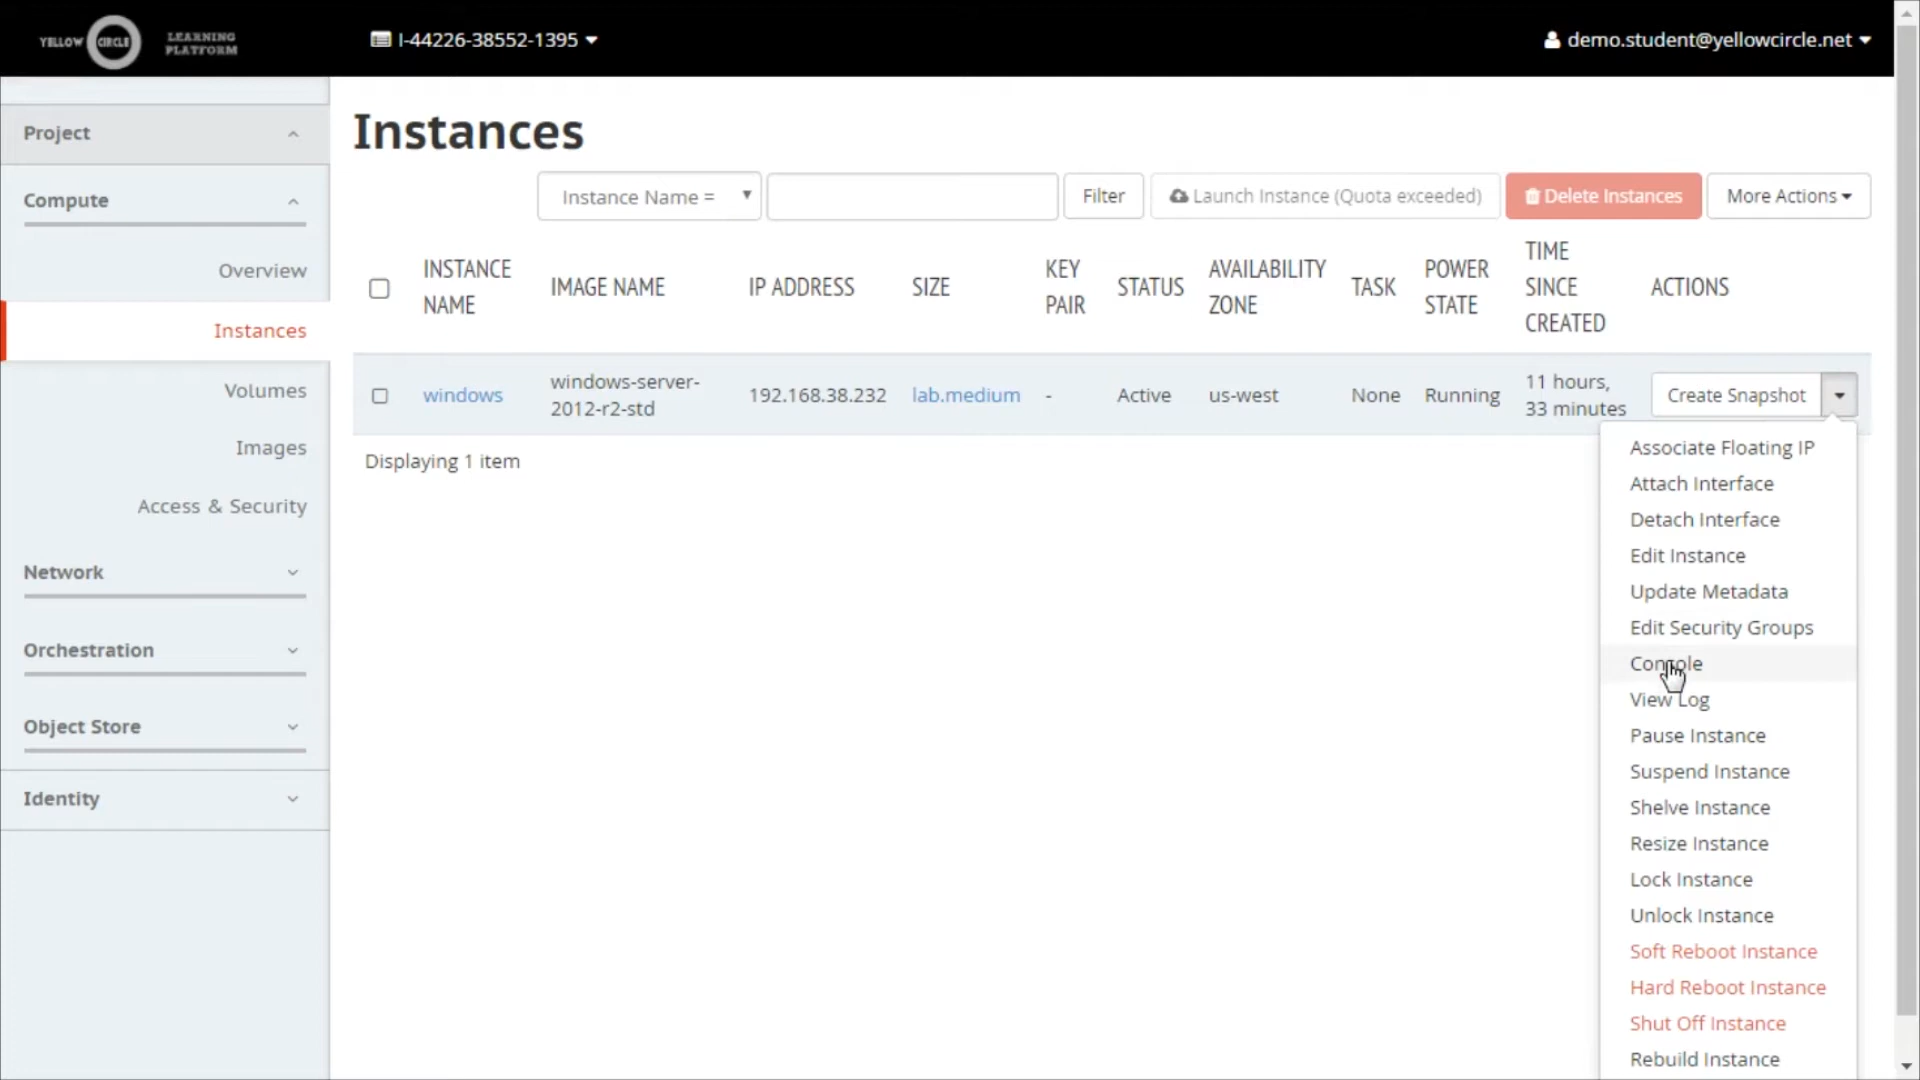 YELLOW CIRCLE LEARNING PLATFORM
I-44226-38552-1395
demo.student@yellowcircle.net
Project
Compute
Overview
Instances
Volumes
Images
Access & Security
Network
Orchestration
Object Store
Identity
Instances
Instance Name =
Filter
Launch Instance (Quota exceeded)
Delete Instances
More Actions
INSTANCE NAME
IMAGE NAME
IP ADDRESS
SIZE
KEY PAIR
STATUS
AVAILABILITY ZONE
TASK
POWER STATE
TIME SINCE CREATED
ACTIONS
windows
windows-server-
2012-r2-std
192.168.38.232
lab.medium
-
Active
us-west
None
Running
11 hours,
33 minutes
Create Snapshot
Displaying 1 item
Associate Floating IP
Attach Interface
Detach Interface
Edit Instance
Update Metadata
Edit Security Groups
Console
View Log
Pause Instance
Suspend Instance
Shelve Instance
Resize Instance
Lock Instance
Unlock Instance
Soft Reboot Instance
Hard Reboot Instance
Shut Off Instance
Rebuild Instance